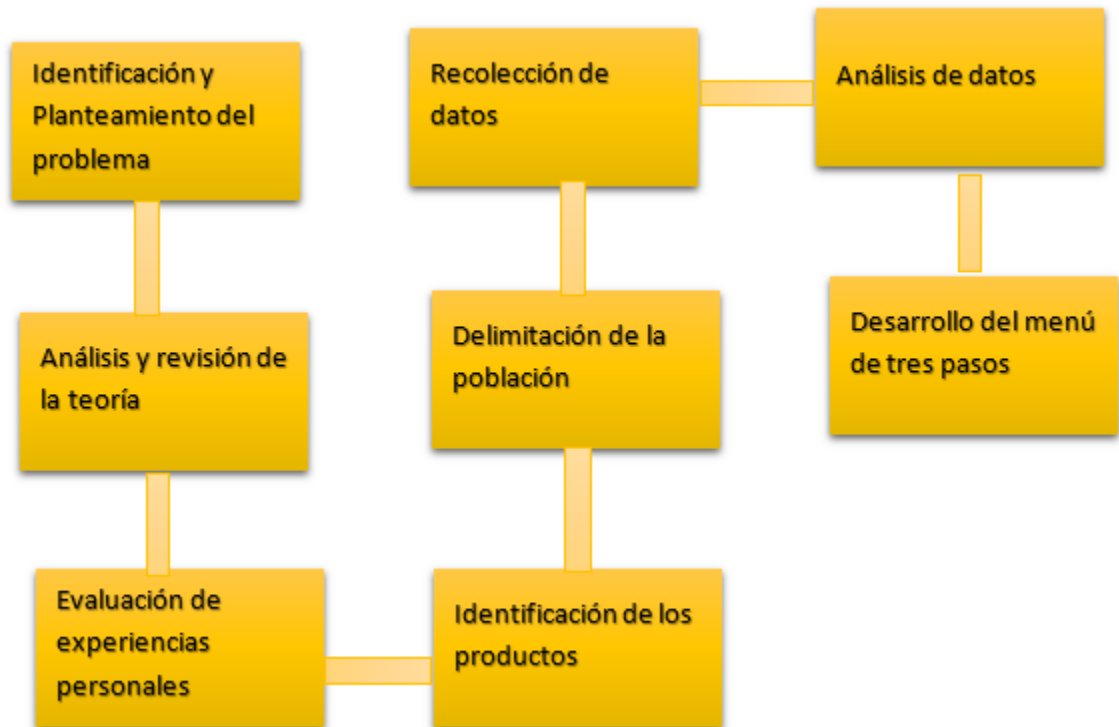 Identificación y
Planteamiento del
problema
Análisis y revisión de
la teoría
Evaluación de
experiencias
personales
Identificación de los
productos
Delimitación de la
población
Recolección de
datos
Análisis de datos
Desarrollo del menú
de tres pasos